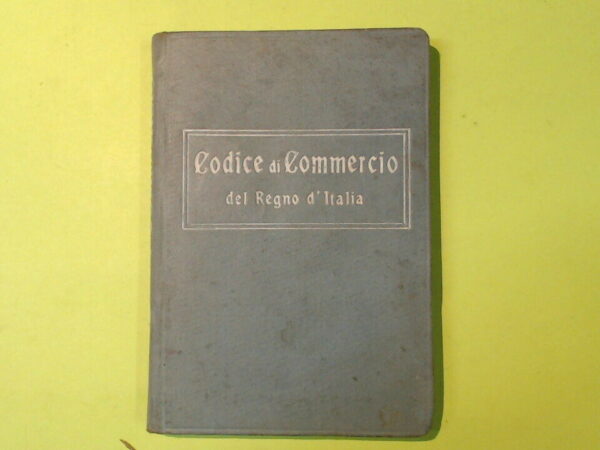 Codice di Commercio
del Regno d'Italia